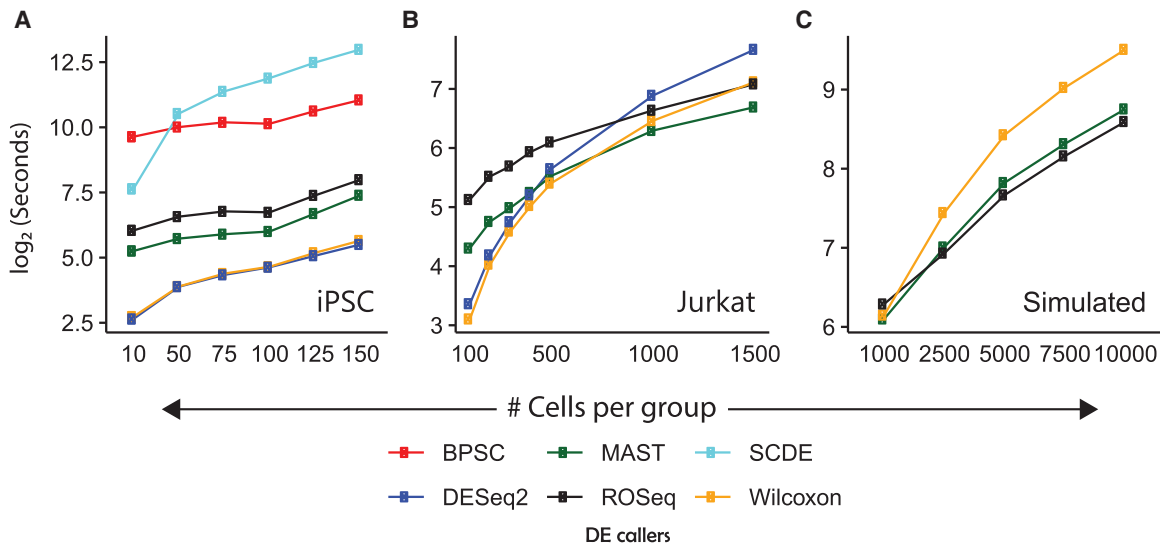 A
B
C
log₂ (Seconds)
12.5
10.0
7.5
5.0
2.5
10 50 75 100 125 150
iPSC
7
6
5
4
3
100 500 1000 1500
Jurkat
9
8
7
6
1000 2500 5000 7500 10000
Simulated
# Cells per group
BPSC MAST SCDE
DESeq2 ROSeq Wilcoxon
DE callers